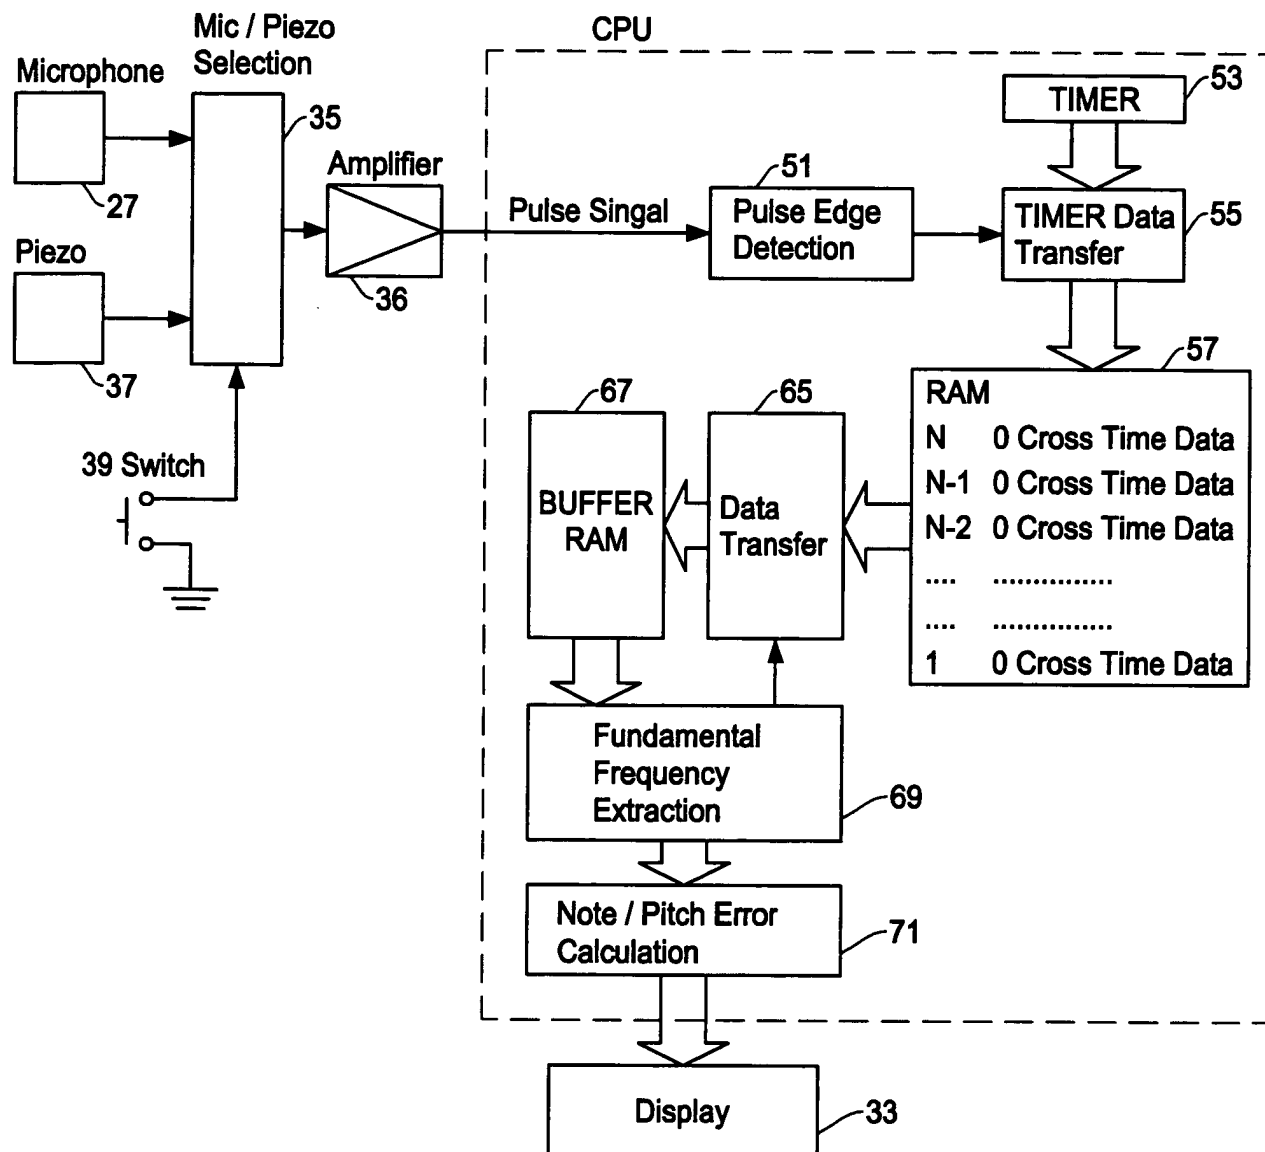 CPU
Mic / Piezo
Selection
Microphone
35
27
Piezo
37
39 Switch
Amplifier
36
Pulse Singal
51
Pulse Edge
Detection
53
TIMER
TIMER Data
Transfer
55
57
RAM
N 0 Cross Time Data
N-1 0 Cross Time Data
N-2 0 Cross Time Data
.... ...............
.... ...............
1 0 Cross Time Data
65
Data
Transfer
67
BUFFER
RAM
Fundamental
Frequency
Extraction
69
Note / Pitch Error
Calculation
71
Display
33